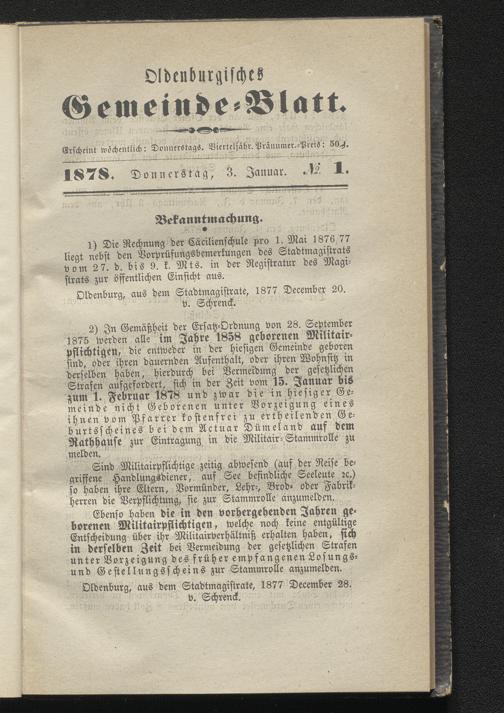 Oldenburgisches
Gemeinde-Blatt.
Erscheint wöchentlich: Donnerstags. Vierteljähr. Pränumer.-Preis: 50 ₰.
1878. Donnerstag, 3. Januar. № 1.
Bekanntmachung.
1) Die Rechnung der Cäcilienschule pro 1. Mai 1876/77
liegt nebst den Vorprüfungsbemerkungen des Stadtmagistrats
vom 27. d. bis 9. k. Mts. in der Registratur des Magi-
strats zur öffentlichen Einsicht aus.
Oldenburg, aus dem Stadtmagistrate, 1877 December 20.
v. Schrenck.
2) In Gemäßheit der Ersatz-Ordnung von 28. September
1875 werden alle im Jahre 1858 geborenen Militair-
pflichtigen, die entweder in der hiesigen Gemeinde geboren
sind, oder ihren dauernden Aufenthalt, oder ihren Wohnsitz in
derselben haben, hierdurch bei Vermeidung der gesetzlichen
Strafen aufgefordert, sich in der Zeit vom 15. Januar bis
zum 1. Februar 1878 und zwar die in hiesiger Ge-
meinde nicht Geborenen unter Vorzeigung eines
ihnen vom Pfarrer kostenfrei zu ertheilenden Ge-
burtsscheines bei dem Actuar Dümeland auf dem
Rathhause zur Eintragung in die Militair-Stammrolle zu
melden.
Sind Militairpflichtige zeitig abwesend (auf der Reise be-
griffene Handlungsdiener, auf See befindliche Seeleute ꝛc.)
so haben ihre Eltern, Vormünder, Lehr-, Brod- oder Fabrik-
herren die Verpflichtung, sie zur Stammrolle anzumelden.
Ebenso haben die in den vorhergehenden Jahren ge-
borenen Militairpflichtigen, welche noch keine entgültige
Entscheidung über ihr Militairverhältniß erhalten haben, sich
in derselben Zeit bei Vermeidung der gesetzlichen Strafen
unter Vorzeigung des früher empfangenen Losungs-
und Gestellungsscheins zur Stammrolle anzumelden.
Oldenburg, aus dem Stadtmagistrate, 1877 December 28.
v. Schrenck.